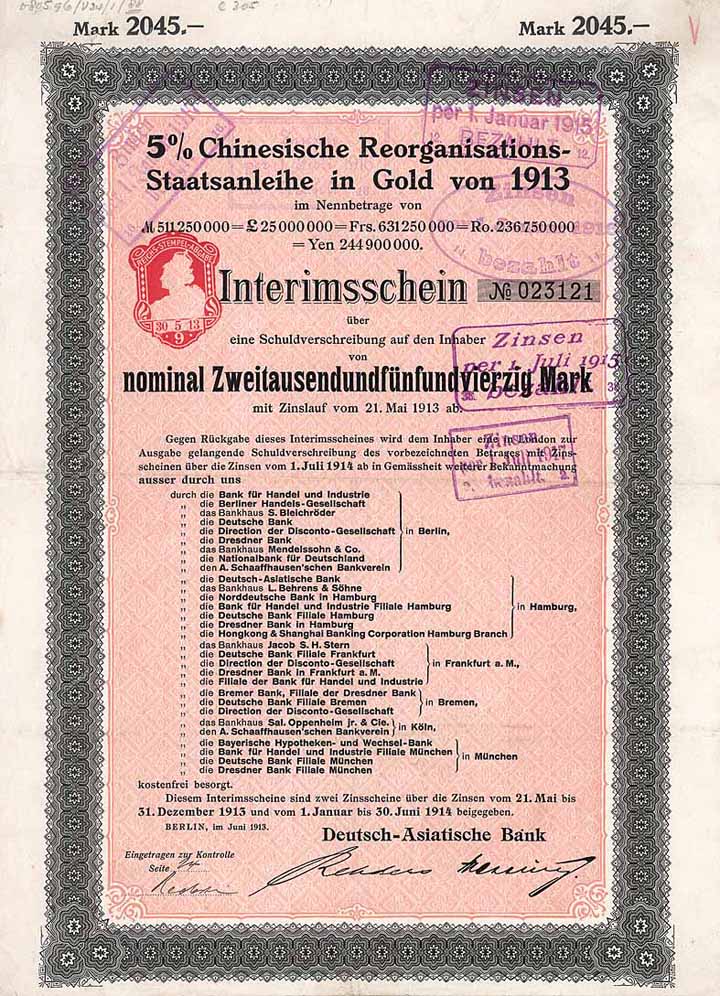 Mark 2045.— Mark 2045.—
5% Chinesische Reorganisations-
Staatsanleihe in Gold von 1913
im Nennbetrage von
ℳ 511 250 000 = £ 25 000 000 = Frs. 631 250 000 = Ro. 236 750 000
= Yen 244 900 000.
REICHS-STEMPEL-ABGABE
30 5 13
9
Interimsschein № 023121
über
eine Schuldverschreibung auf den Inhaber
von
nominal Zweitausendundfünfundvierzig Mark
mit Zinslauf vom 21. Mai 1913 ab.
Gegen Rückgabe dieses Interimsscheines wird dem Inhaber eine in London zur
Ausgabe gelangende Schuldverschreibung des vorbezeichneten Betrages mit Zins-
scheinen über die Zinsen vom 1. Juli 1914 ab in Gemässheit weiterer Bekanntmachung
ausser durch uns
durch die Bank für Handel und Industrie
„ die Berliner Handels-Gesellschaft
„ das Bankhaus S. Bleichröder
„ die Deutsche Bank
„ die Direction der Disconto-Gesellschaft in Berlin,
„ die Dresdner Bank
„ das Bankhaus Mendelssohn & Co.
„ die Nationalbank für Deutschland
„ den A. Schaaffhausen'schen Bankverein
„ die Deutsch-Asiatische Bank
„ das Bankhaus L. Behrens & Söhne
„ die Norddeutsche Bank in Hamburg
„ die Bank für Handel und Industrie Filiale Hamburg in Hamburg,
„ die Deutsche Bank Filiale Hamburg
„ die Dresdner Bank in Hamburg
„ die Hongkong & Shanghai Banking Corporation Hamburg Branch
„ das Bankhaus Jacob S. H. Stern
„ die Deutsche Bank Filiale Frankfurt
„ die Direction der Disconto-Gesellschaft in Frankfurt a. M.,
„ die Dresdner Bank in Frankfurt a. M.
„ die Filiale der Bank für Handel und Industrie
„ die Bremer Bank, Filiale der Dresdner Bank
„ die Deutsche Bank Filiale Bremen in Bremen,
„ die Direction der Disconto-Gesellschaft
„ das Bankhaus Sal. Oppenheim jr. & Cie.
„ den A. Schaaffhausen'schen Bankverein in Köln,
„ die Bayerische Hypotheken- und Wechsel-Bank
„ die Bank für Handel und Industrie Filiale München in München
„ die Deutsche Bank Filiale München
„ die Dresdner Bank Filiale München
kostenfrei besorgt.
Diesem Interimsscheine sind zwei Zinsscheine über die Zinsen vom 21. Mai bis
31. Dezember 1913 und vom 1. Januar bis 30. Juni 1914 beigegeben.
BERLIN, im Juni 1913.
Deutsch-Asiatische Bank
Eingetragen zur Kontrolle
Seite
ZINSEN
per 1. Januar 1915
BEZAHLT
12. 12.
Zinsen
bezahlt
Zinsen
per 1. Juli 1915
bezahlt
Zinsen
bezahlt